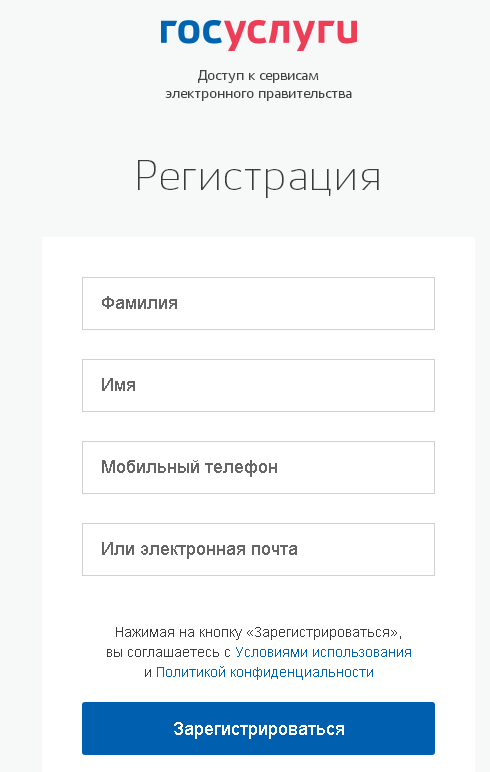 госуслуги
Доступ к сервисам
электронного правительства
Регистрация
Фамилия
Имя
Мобильный телефон
Или электронная почта
Нажимая на кнопку «Зарегистрироваться»,
вы соглашаетесь с Условиями использования
и Политикой конфиденциальности
Зарегистрироваться